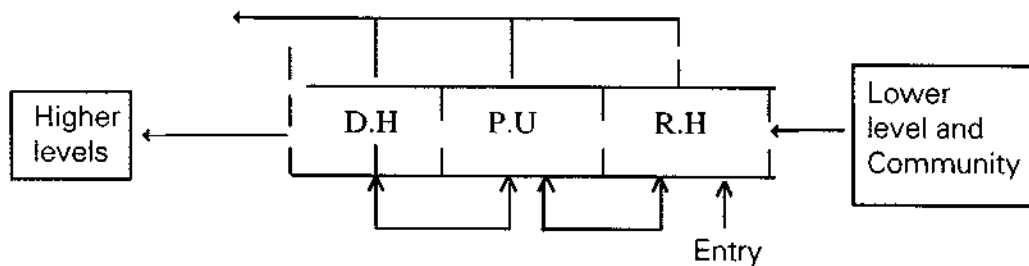 Higher
levels
D.H
P.U
R.H
Lower
level and
Community
Entry